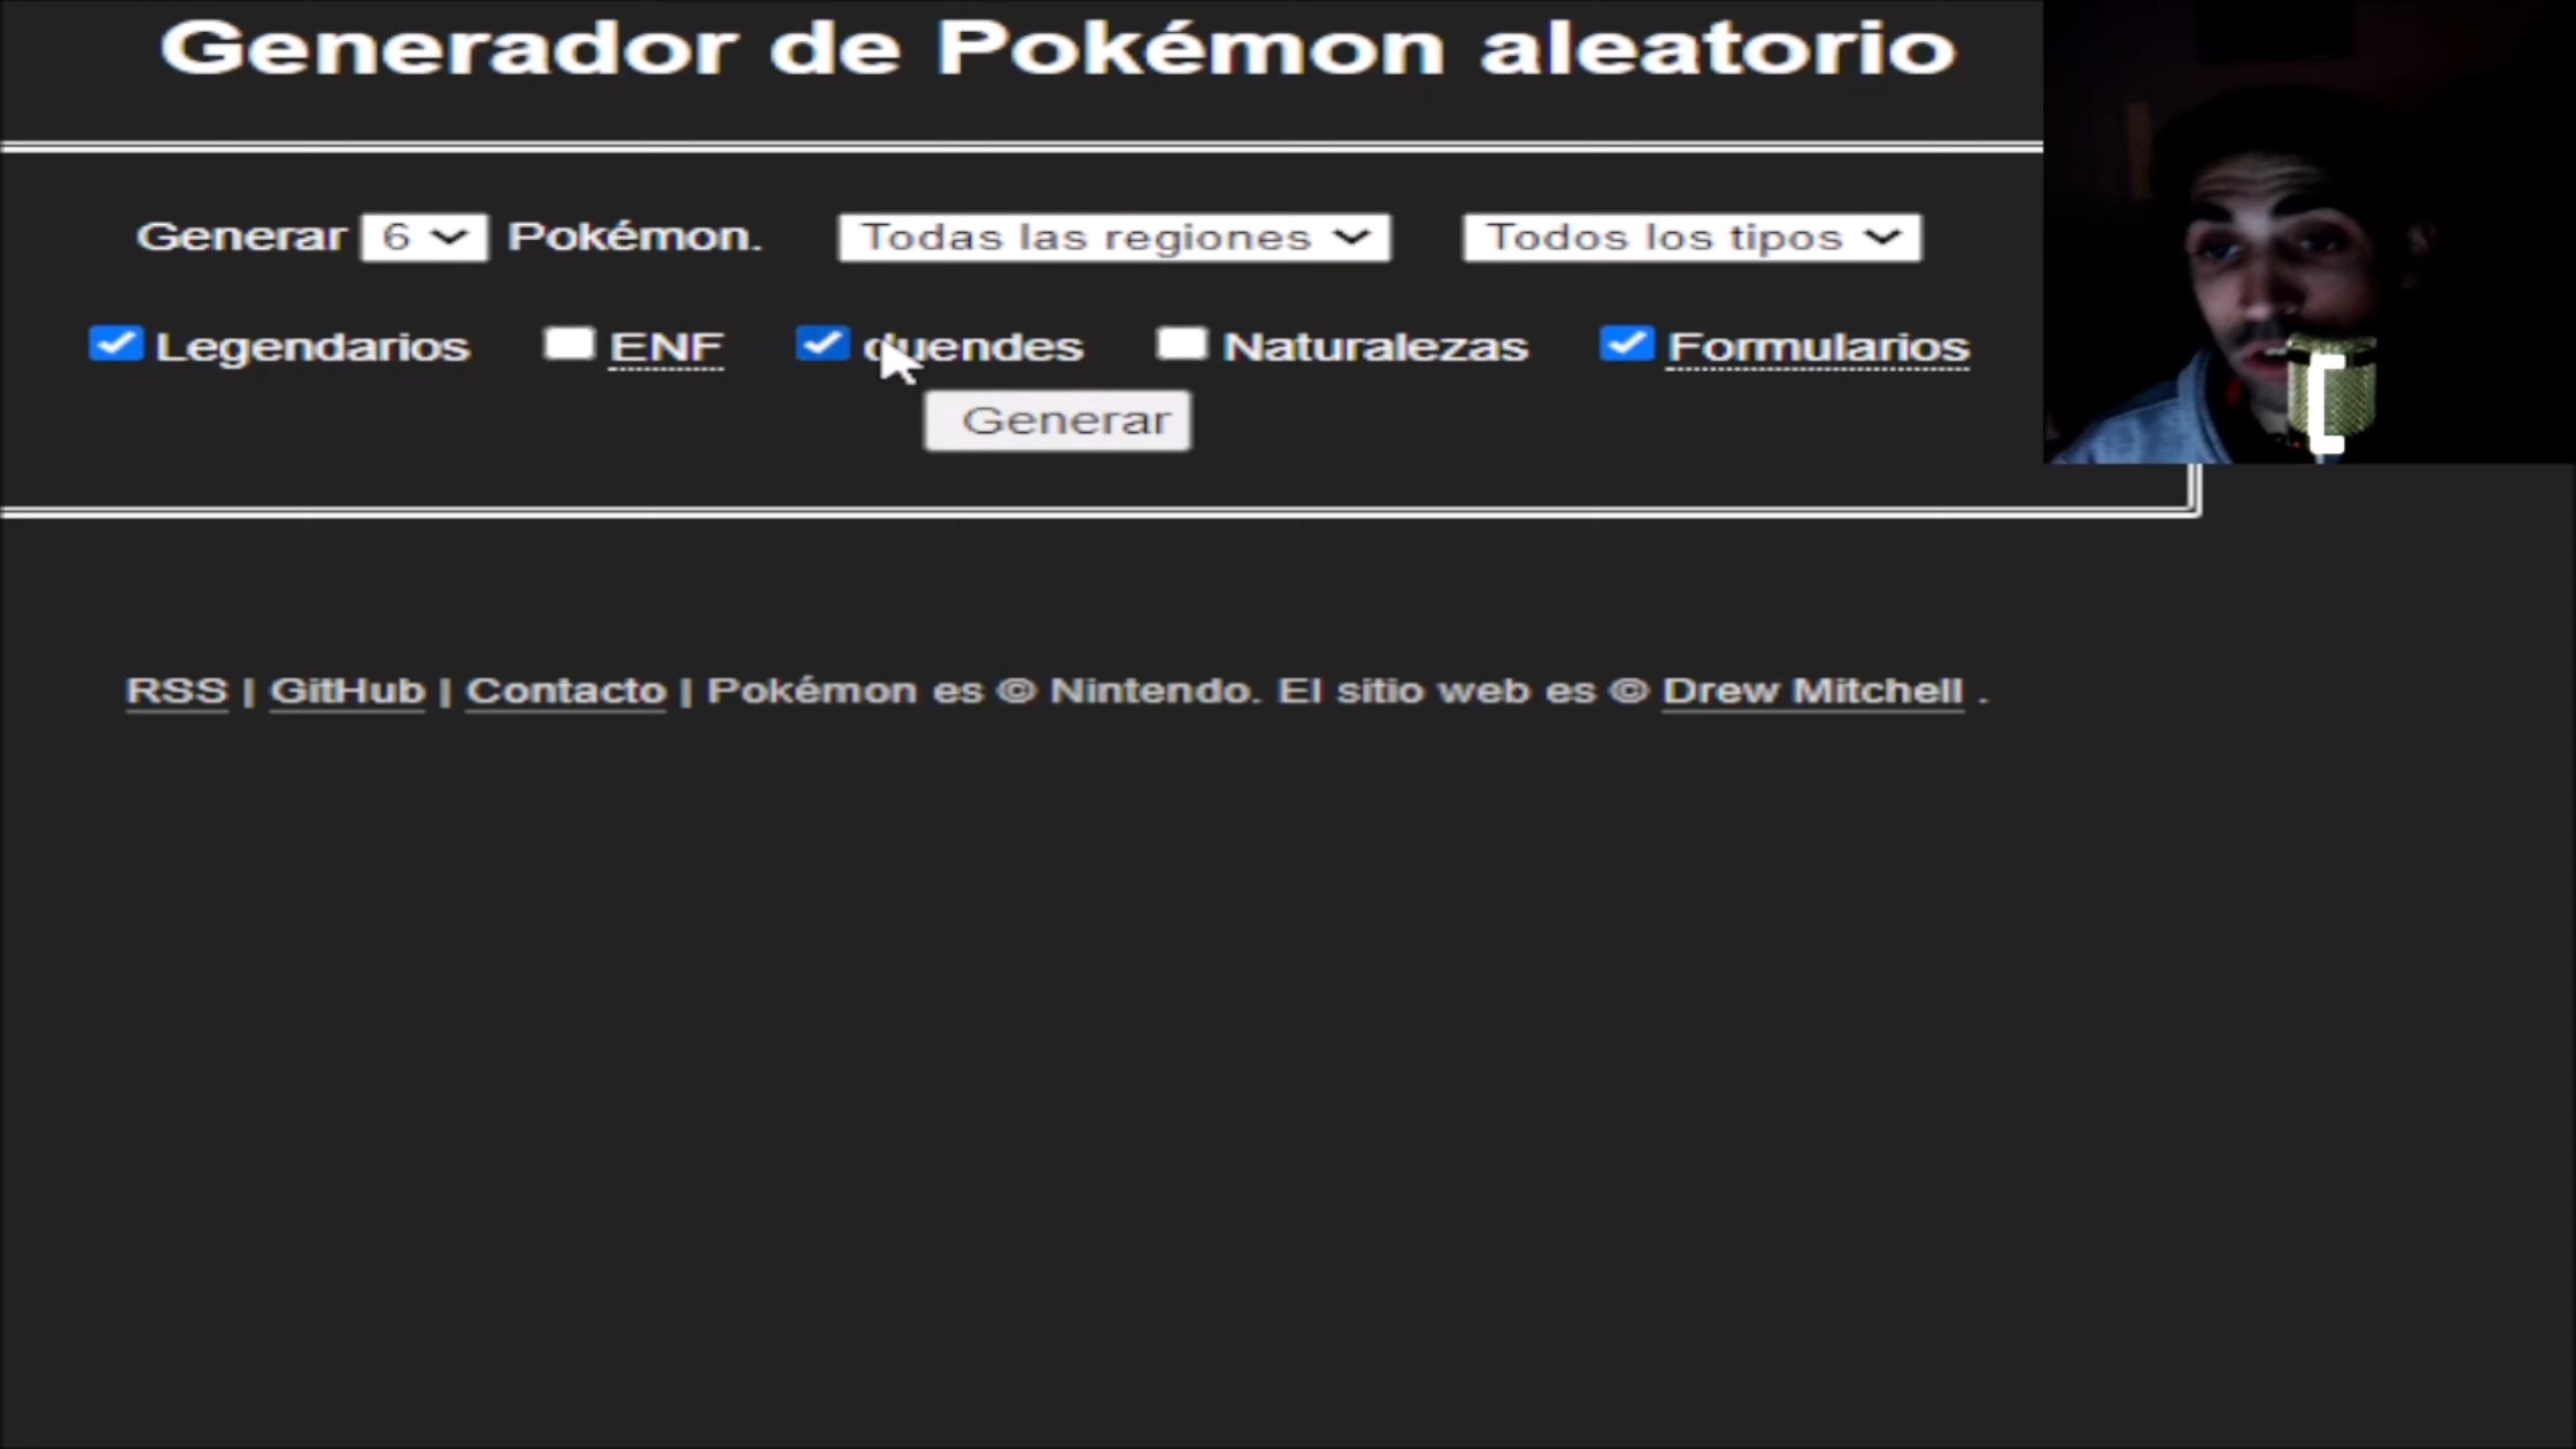 Generador de Pokémon aleatorio
Generar 6 Pokémon. Todas las regiones Todos los tipos
Legendarios ENF duendes Naturalezas Formularios
Generar
RSS | GitHub | Contacto | Pokémon es © Nintendo. El sitio web es © Drew Mitchell .